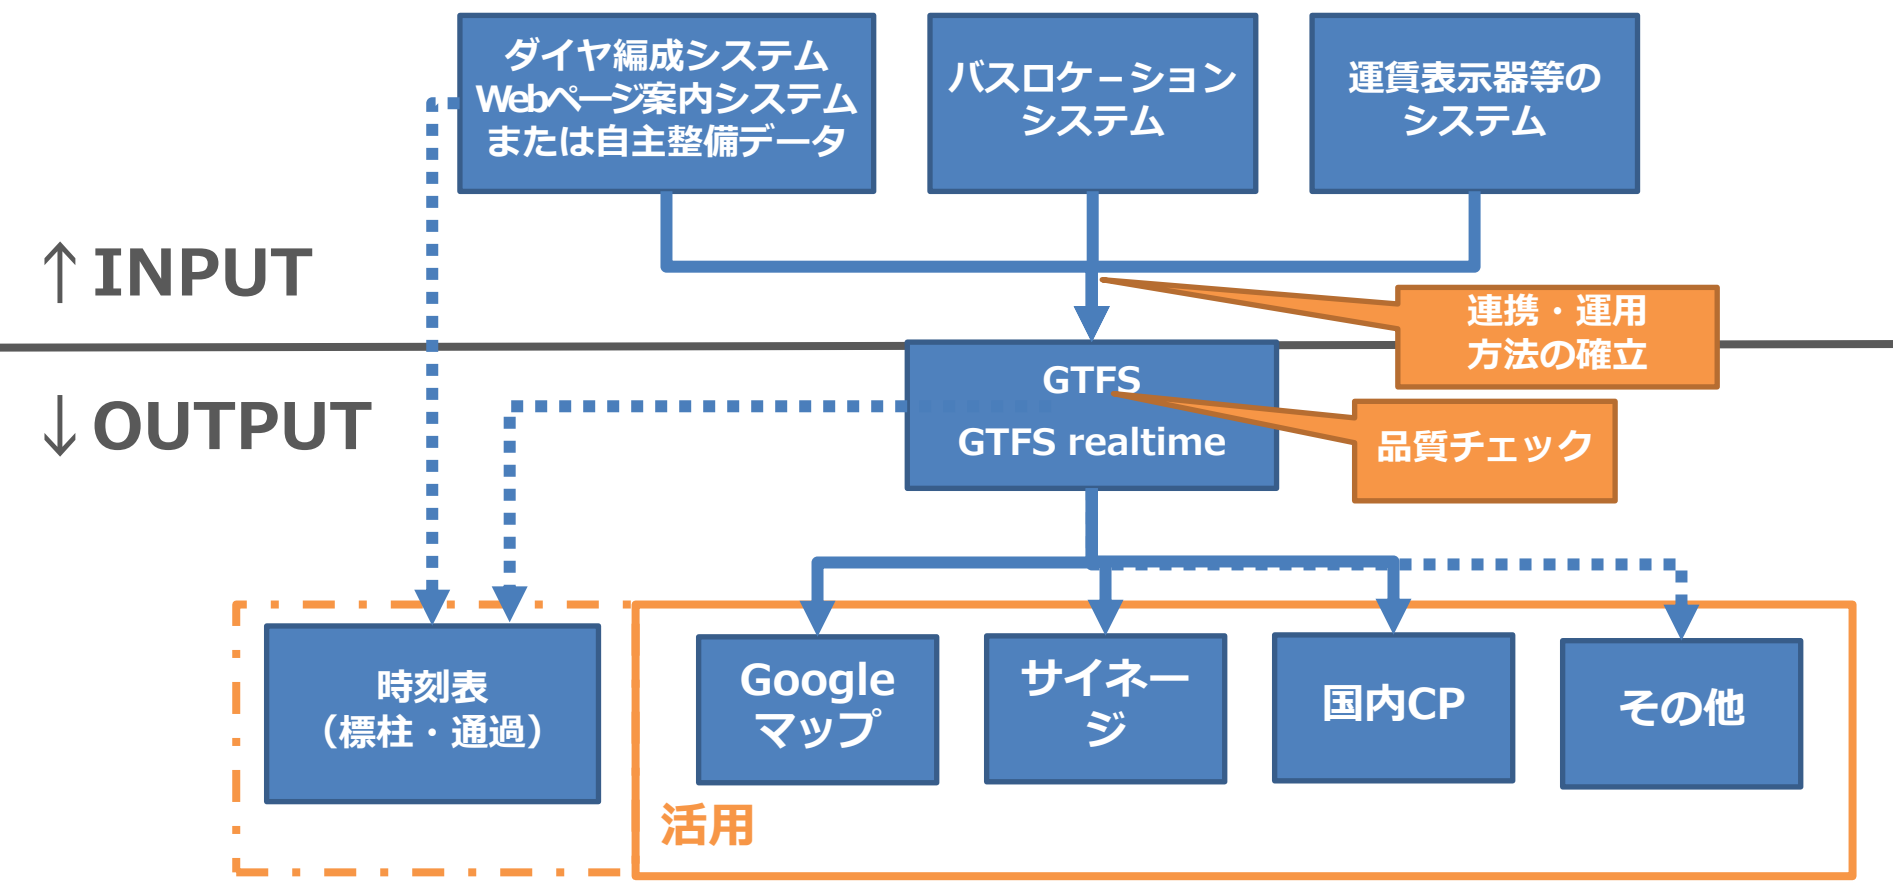 ダイヤ編成システム
Webページ案内システム
または自主整備データ
バスロケーション
システム
運賃表示器等の
システム
↑INPUT
連携・運用
方法の確立
↓OUTPUT
GTFS
GTFS realtime
品質チェック
時刻表
（標柱・通過）
Google
マップ
サイネー
ジ
国内CP
その他
活用